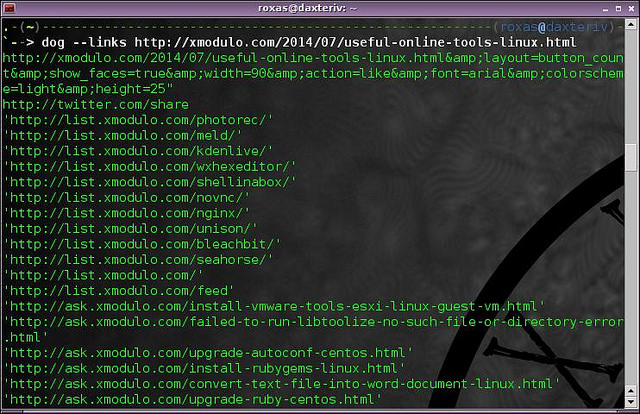 roxas@daxteriv: ~
.-(~)----------------------------------------------------------(roxas@daxteriv)-
`--> dog --links http://xmodulo.com/2014/07/useful-online-tools-linux.html
http://xmodulo.com/2014/07/useful-online-tools-linux.html&amp;layout=button_coun
t&amp;show_faces=true&amp;width=90&amp;action=like&amp;font=arial&amp;colorschem
e=light&amp;height=25"
http://twitter.com/share
'http://list.xmodulo.com/photorec/'
'http://list.xmodulo.com/meld/'
'http://list.xmodulo.com/kdenlive/'
'http://list.xmodulo.com/wxhexeditor/'
'http://list.xmodulo.com/shellinabox/'
'http://list.xmodulo.com/novnc/'
'http://list.xmodulo.com/nginx/'
'http://list.xmodulo.com/unison/'
'http://list.xmodulo.com/bleachbit/'
'http://list.xmodulo.com/seahorse/'
'http://list.xmodulo.com/'
'http://list.xmodulo.com/feed'
'http://ask.xmodulo.com/install-vmware-tools-esxi-linux-guest-vm.html'
'http://ask.xmodulo.com/failed-to-run-libtoolize-no-such-file-or-directory-error
.html'
'http://ask.xmodulo.com/upgrade-autoconf-centos.html'
'http://ask.xmodulo.com/install-rubygems-linux.html'
'http://ask.xmodulo.com/convert-text-file-into-word-document-linux.html'
'http://ask.xmodulo.com/upgrade-ruby-centos.html'